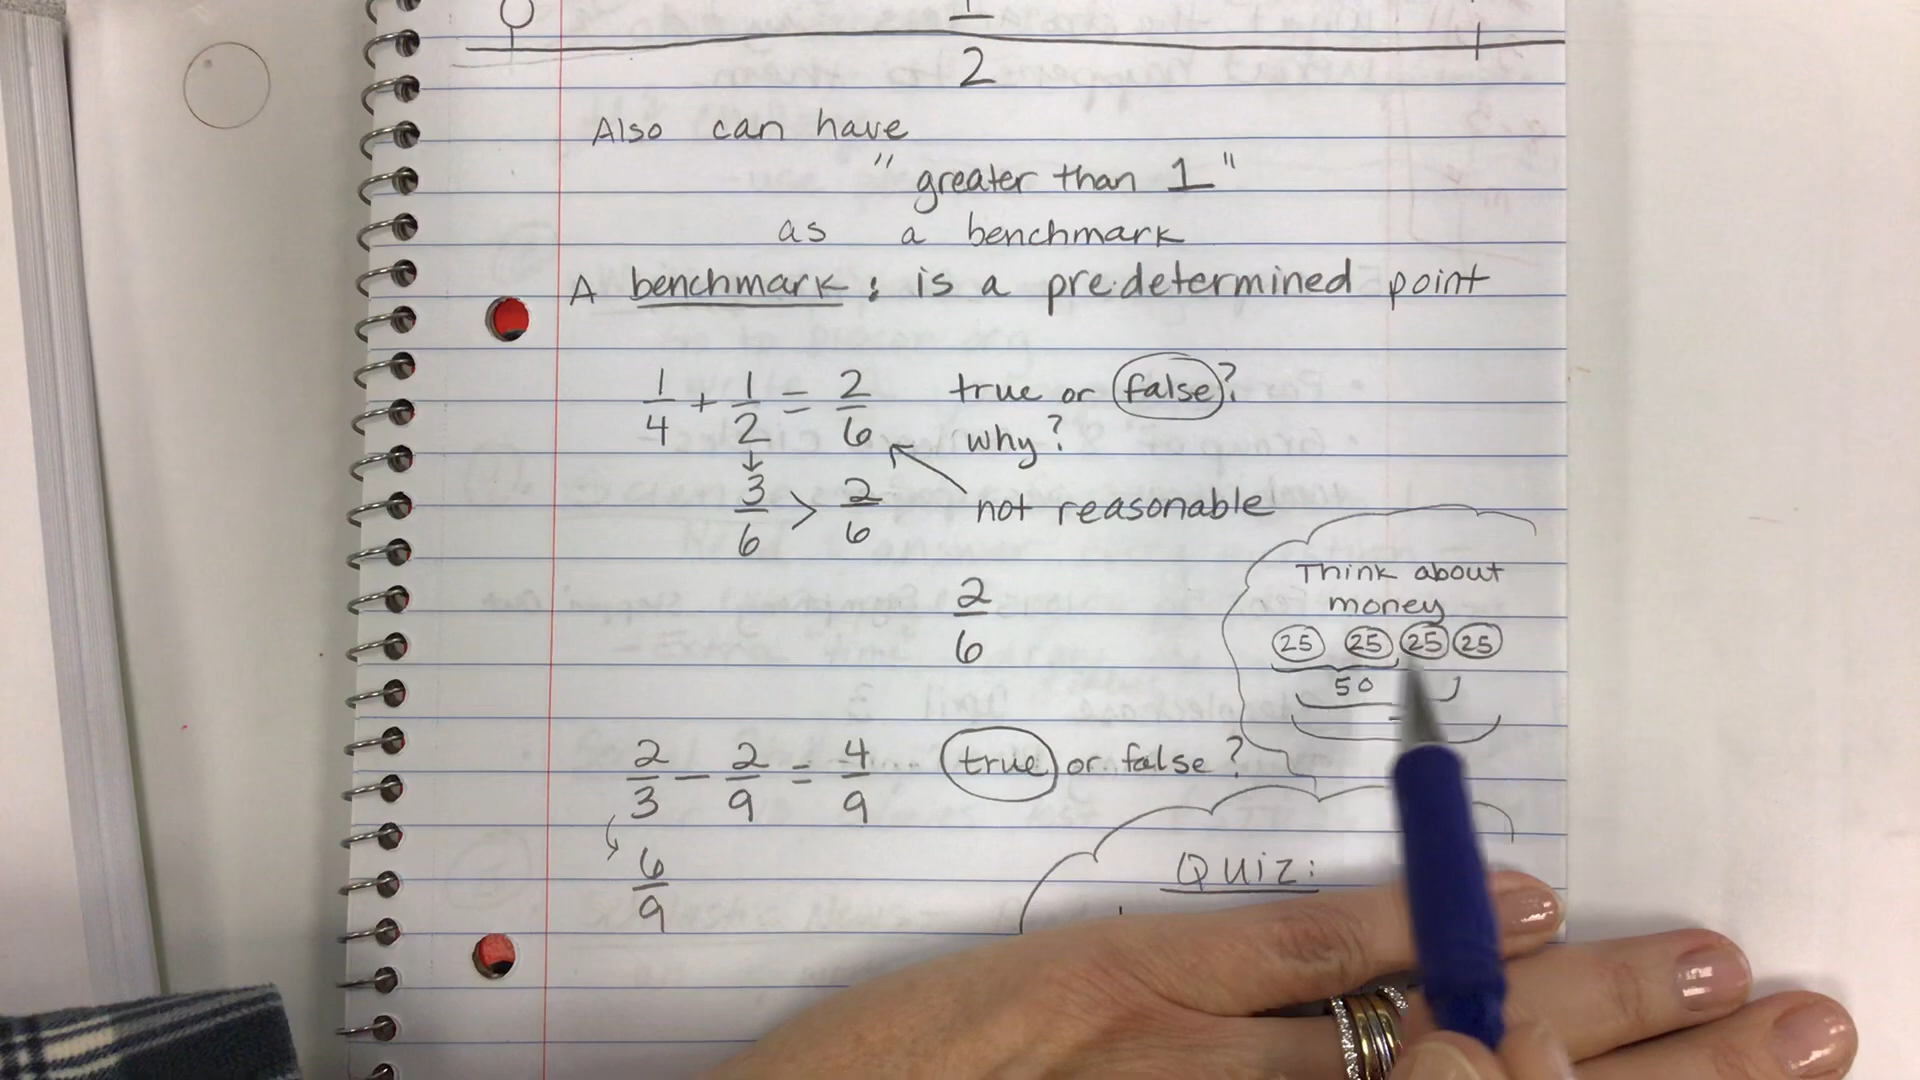 0 1/2
Also can have
"greater than 1"
as a benchmark
A benchmark: is a predetermined point
1/4 + 1/2 = 2/6 true or false?
why?
3/6 > 2/6 not reasonable
2/6
Think about
money
25 25 25 25
50
2/3 - 2/9 = 4/9 true or false?
6/9
Quiz: